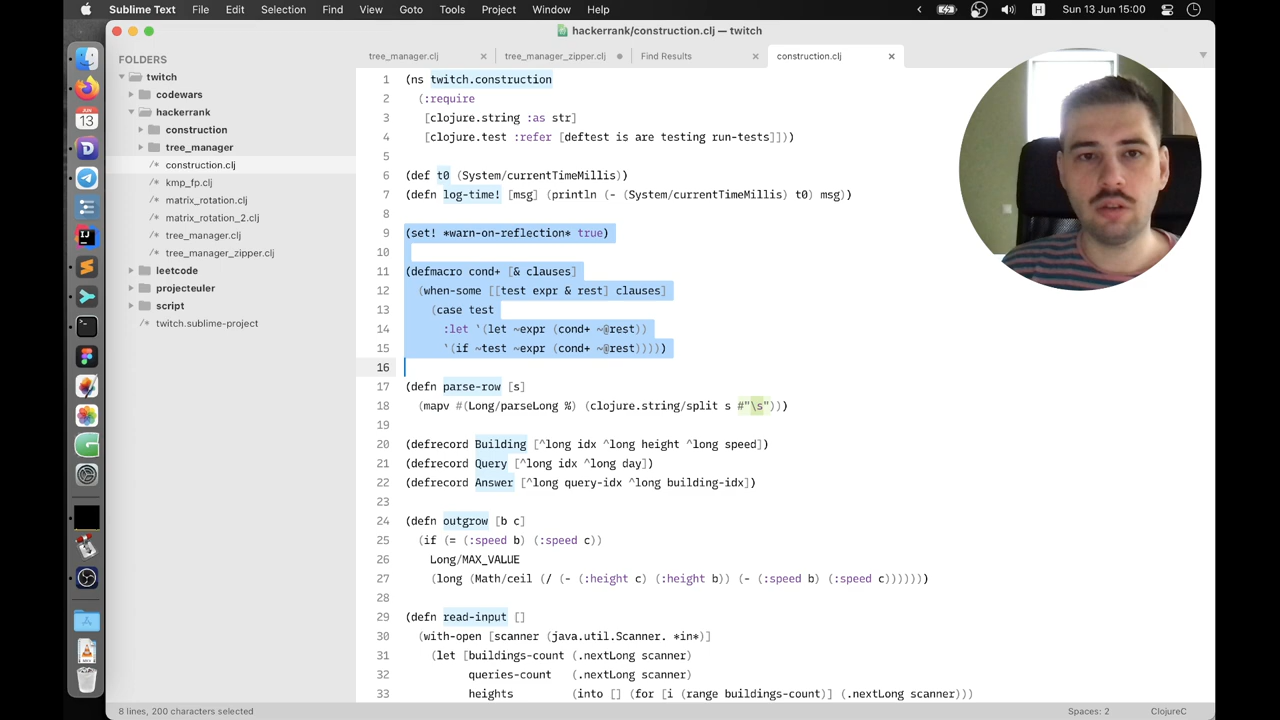 Sublime Text File Edit Selection Find View Goto Tools Project Window Help
H Sun 13 Jun 15:00
hackerrank/construction.clj — twitch
FOLDERS
twitch
codewars
hackerrank
construction
tree_manager
/* construction.clj
/* kmp_fp.clj
/* matrix_rotation.clj
/* matrix_rotation_2.clj
/* tree_manager.clj
/* tree_manager_zipper.clj
leetcode
projecteuler
script
/* twitch.sublime-project
JUN
13
IJ
tree_manager.clj
tree_manager_zipper.clj
Find Results
construction.clj
1 (ns twitch.construction
2 (:require
3 [clojure.string :as str]
4 [clojure.test :refer [deftest is are testing run-tests]]))
5
6 (def t0 (System/currentTimeMillis))
7 (defn log-time! [msg] (println (- (System/currentTimeMillis) t0) msg))
8
9 (set! *warn-on-reflection* true)
10
11 (defmacro cond+ [& clauses]
12 (when-some [[test expr & rest] clauses]
13 (case test
14 :let `(let ~expr (cond+ ~@rest))
15 `(if ~test ~expr (cond+ ~@rest)))))
16
17 (defn parse-row [s]
18 (mapv #(Long/parseLong %) (clojure.string/split s #"\s")))
19
20 (defrecord Building [^long idx ^long height ^long speed])
21 (defrecord Query [^long idx ^long day])
22 (defrecord Answer [^long query-idx ^long building-idx])
23
24 (defn outgrow [b c]
25 (if (= (:speed b) (:speed c))
26 Long/MAX_VALUE
27 (long (Math/ceil (/ (- (:height c) (:height b)) (- (:speed b) (:speed c))))))
28
29 (defn read-input []
30 (with-open [scanner (java.util.Scanner. *in*)]
31 (let [buildings-count (.nextLong scanner)
32 queries-count (.nextLong scanner)
33 heights (into [] (for [i (range buildings-count)] (.nextLong scanner)))
8 lines, 200 characters selected
Spaces: 2
ClojureC